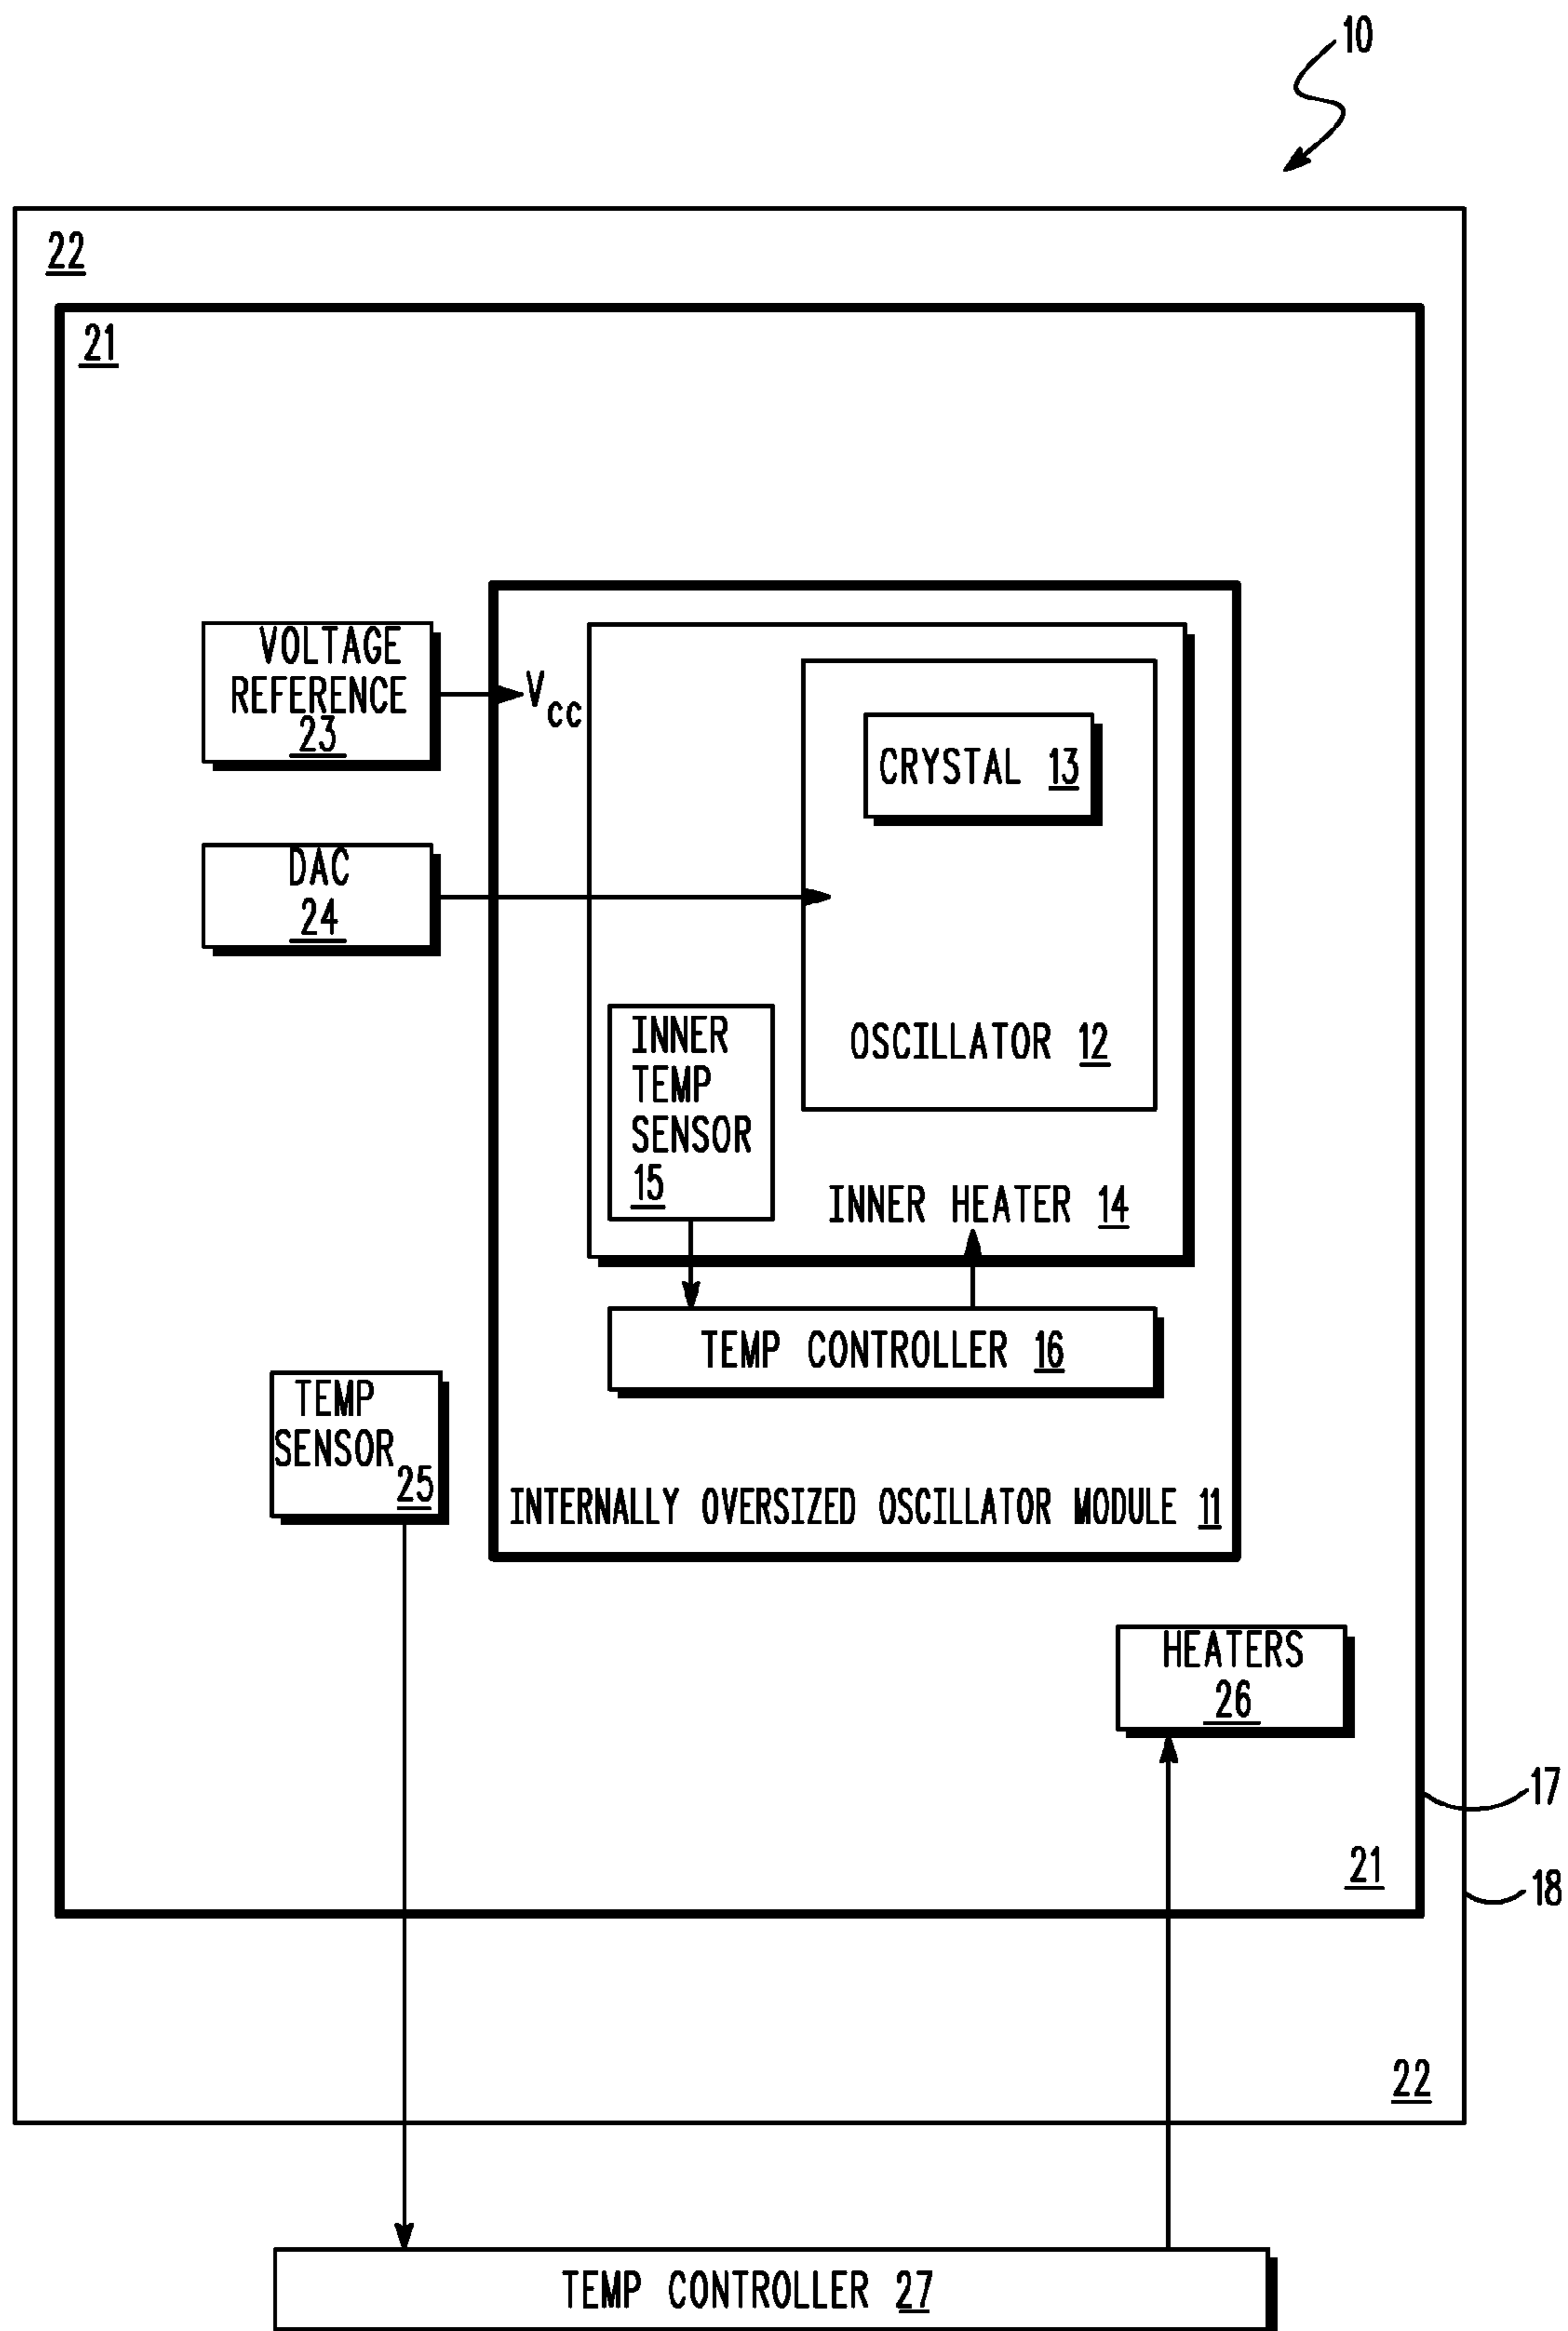 10
22
21
VOLTAGE
REFERENCE
23
Vcc
CRYSTAL 13
DAC
24
INNER
TEMP
SENSOR
15
OSCILLATOR 12
INNER HEATER 14
TEMP CONTROLLER 16
TEMP
SENSOR
25
INTERNALLY OVERSIZED OSCILLATOR MODULE 11
HEATERS
26
17
21
18
22
TEMP CONTROLLER 27